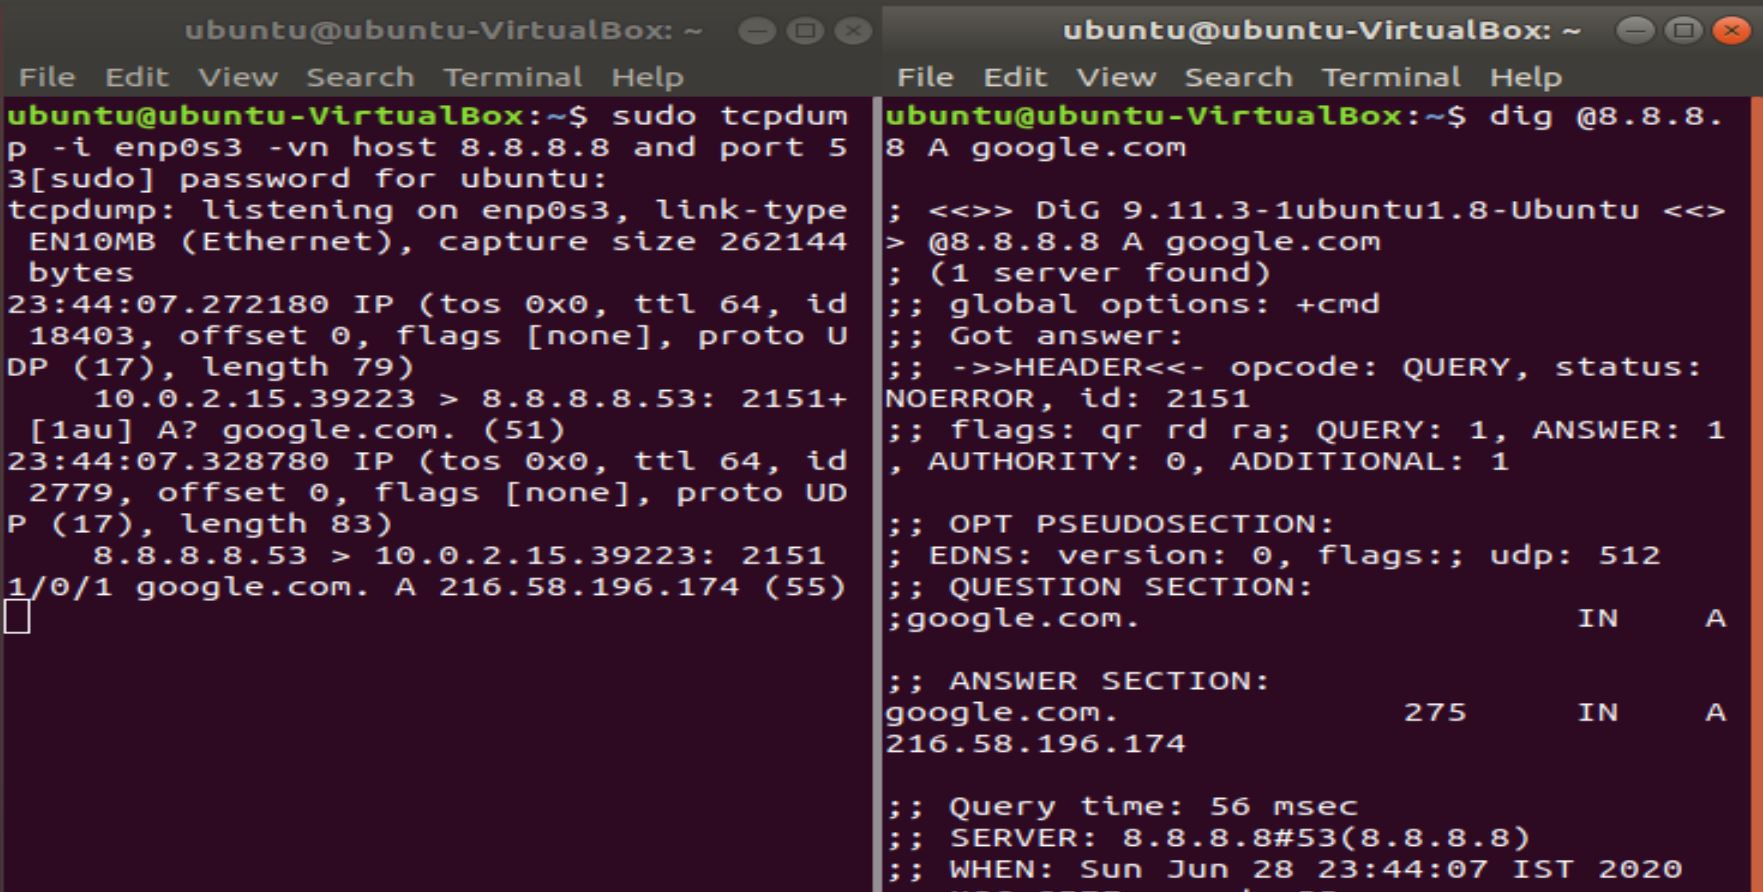 ubuntu@ubuntu-VirtualBox: ~
File Edit View Search Terminal Help
ubuntu@ubuntu-VirtualBox:~$ sudo tcpdum
p -i enp0s3 -vn host 8.8.8.8 and port 5
3[sudo] password for ubuntu:
tcpdump: listening on enp0s3, link-type
 EN10MB (Ethernet), capture size 262144
 bytes
23:44:07.272180 IP (tos 0x0, ttl 64, id
 18403, offset 0, flags [none], proto U
DP (17), length 79)
    10.0.2.15.39223 > 8.8.8.8.53: 2151+
 [1au] A? google.com. (51)
23:44:07.328780 IP (tos 0x0, ttl 64, id
 2779, offset 0, flags [none], proto UD
P (17), length 83)
    8.8.8.8.53 > 10.0.2.15.39223: 2151
1/0/1 google.com. A 216.58.196.174 (55)
ubuntu@ubuntu-VirtualBox: ~
File Edit View Search Terminal Help
ubuntu@ubuntu-VirtualBox:~$ dig @8.8.8.
8 A google.com
; <<>> DiG 9.11.3-1ubuntu1.8-Ubuntu <<>
> @8.8.8.8 A google.com
; (1 server found)
;; global options: +cmd
;; Got answer:
;; ->>HEADER<<- opcode: QUERY, status:
NOERROR, id: 2151
;; flags: qr rd ra; QUERY: 1, ANSWER: 1
, AUTHORITY: 0, ADDITIONAL: 1
;; OPT PSEUDOSECTION:
; EDNS: version: 0, flags:; udp: 512
;; QUESTION SECTION:
;google.com. IN A
;; ANSWER SECTION:
google.com. 275 IN A
216.58.196.174
;; Query time: 56 msec
;; SERVER: 8.8.8.8#53(8.8.8.8)
;; WHEN: Sun Jun 28 23:44:07 IST 2020